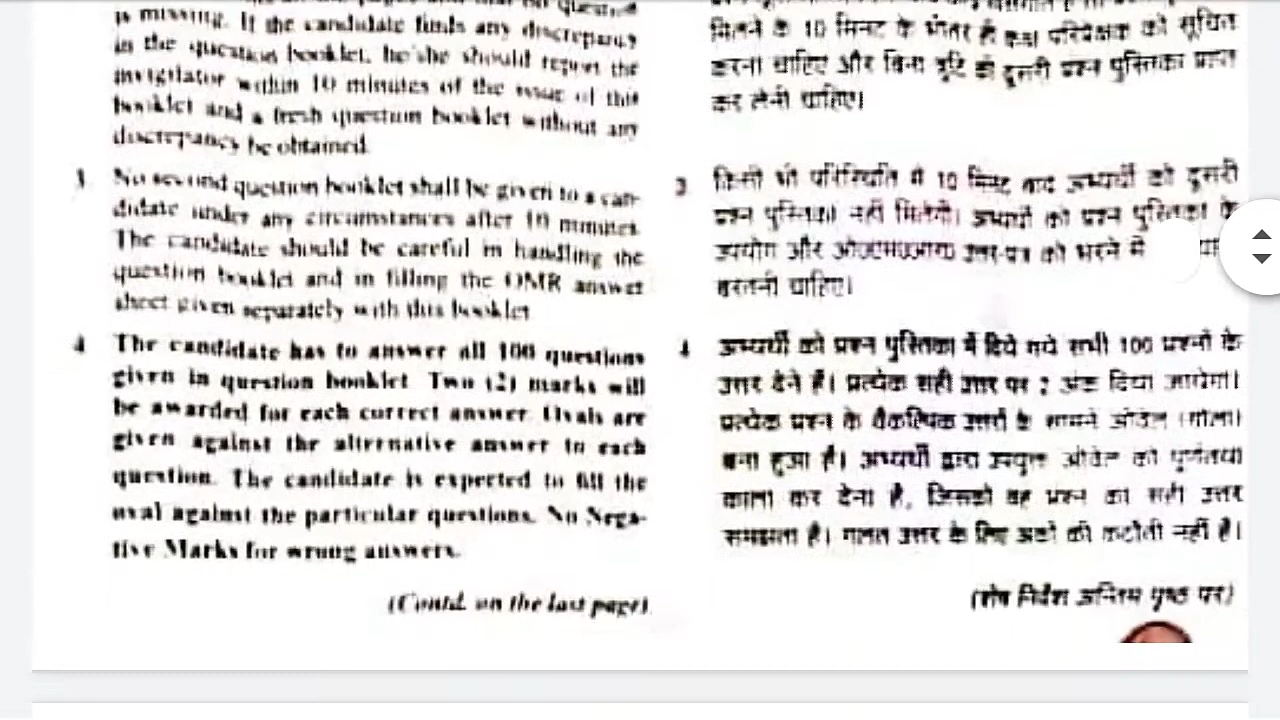 is missing. If the candidate finds any discrepancy
in the question booklet, he/she should report the
invigilator within 10 minutes of the issue of this
booklet and a fresh question booklet without any
discrepancy be obtained.
3. No second question booklet shall be given to a can-
didate under any circumstances after 10 minutes.
The candidate should be careful in handling the
question booklet and in filling the OMR answer
sheet given separately with this booklet
4 The candidate has to answer all 100 questions
given in question booklet. Two (2) marks will
be awarded for each correct answer. Ovals are
given against the alternative answer to each
question. The candidate is expected to fill the
oval against the particular questions. No Nega-
tive Marks for wrong answers.
(Contd. on the last page)
मिलने के 10 मिनट के भीतर ही कक्ष परिप्रेक्षक को सूचित
करना चाहिए और बिना त्रुटि की दूसरी प्रश्न पुस्तिका प्राप्त
कर लेनी चाहिए।
3 किसी भी परिस्थिति में 10 मिनट बाद अभ्यर्थी को दूसरी
प्रश्न पुस्तिका नहीं मिलेगी। अभ्यर्थी को प्रश्न पुस्तिका के
उपयोग और ओ०एम०आर० उत्तर-पत्र को भरने में
बरतनी चाहिए।
4 अभ्यर्थी को प्रश्न पुस्तिका में दिये गये सभी 100 प्रश्नों के
उत्तर देने हैं। प्रत्येक सही उत्तर पर 2 अंक दिया जायेगा।
प्रत्येक प्रश्न के वैकल्पिक उत्तरों के सामने ओवेल (गोला)
बना हुआ है। अभ्यर्थी द्वारा उपयुक्त ओवेल को पूर्णतया
काला कर देना है, जिसको वह प्रश्न का सही उत्तर
समझता है। गलत उत्तर के लिए अंकों की कटौती नहीं है।
(शेष निर्देश अन्तिम पृष्ठ पर)